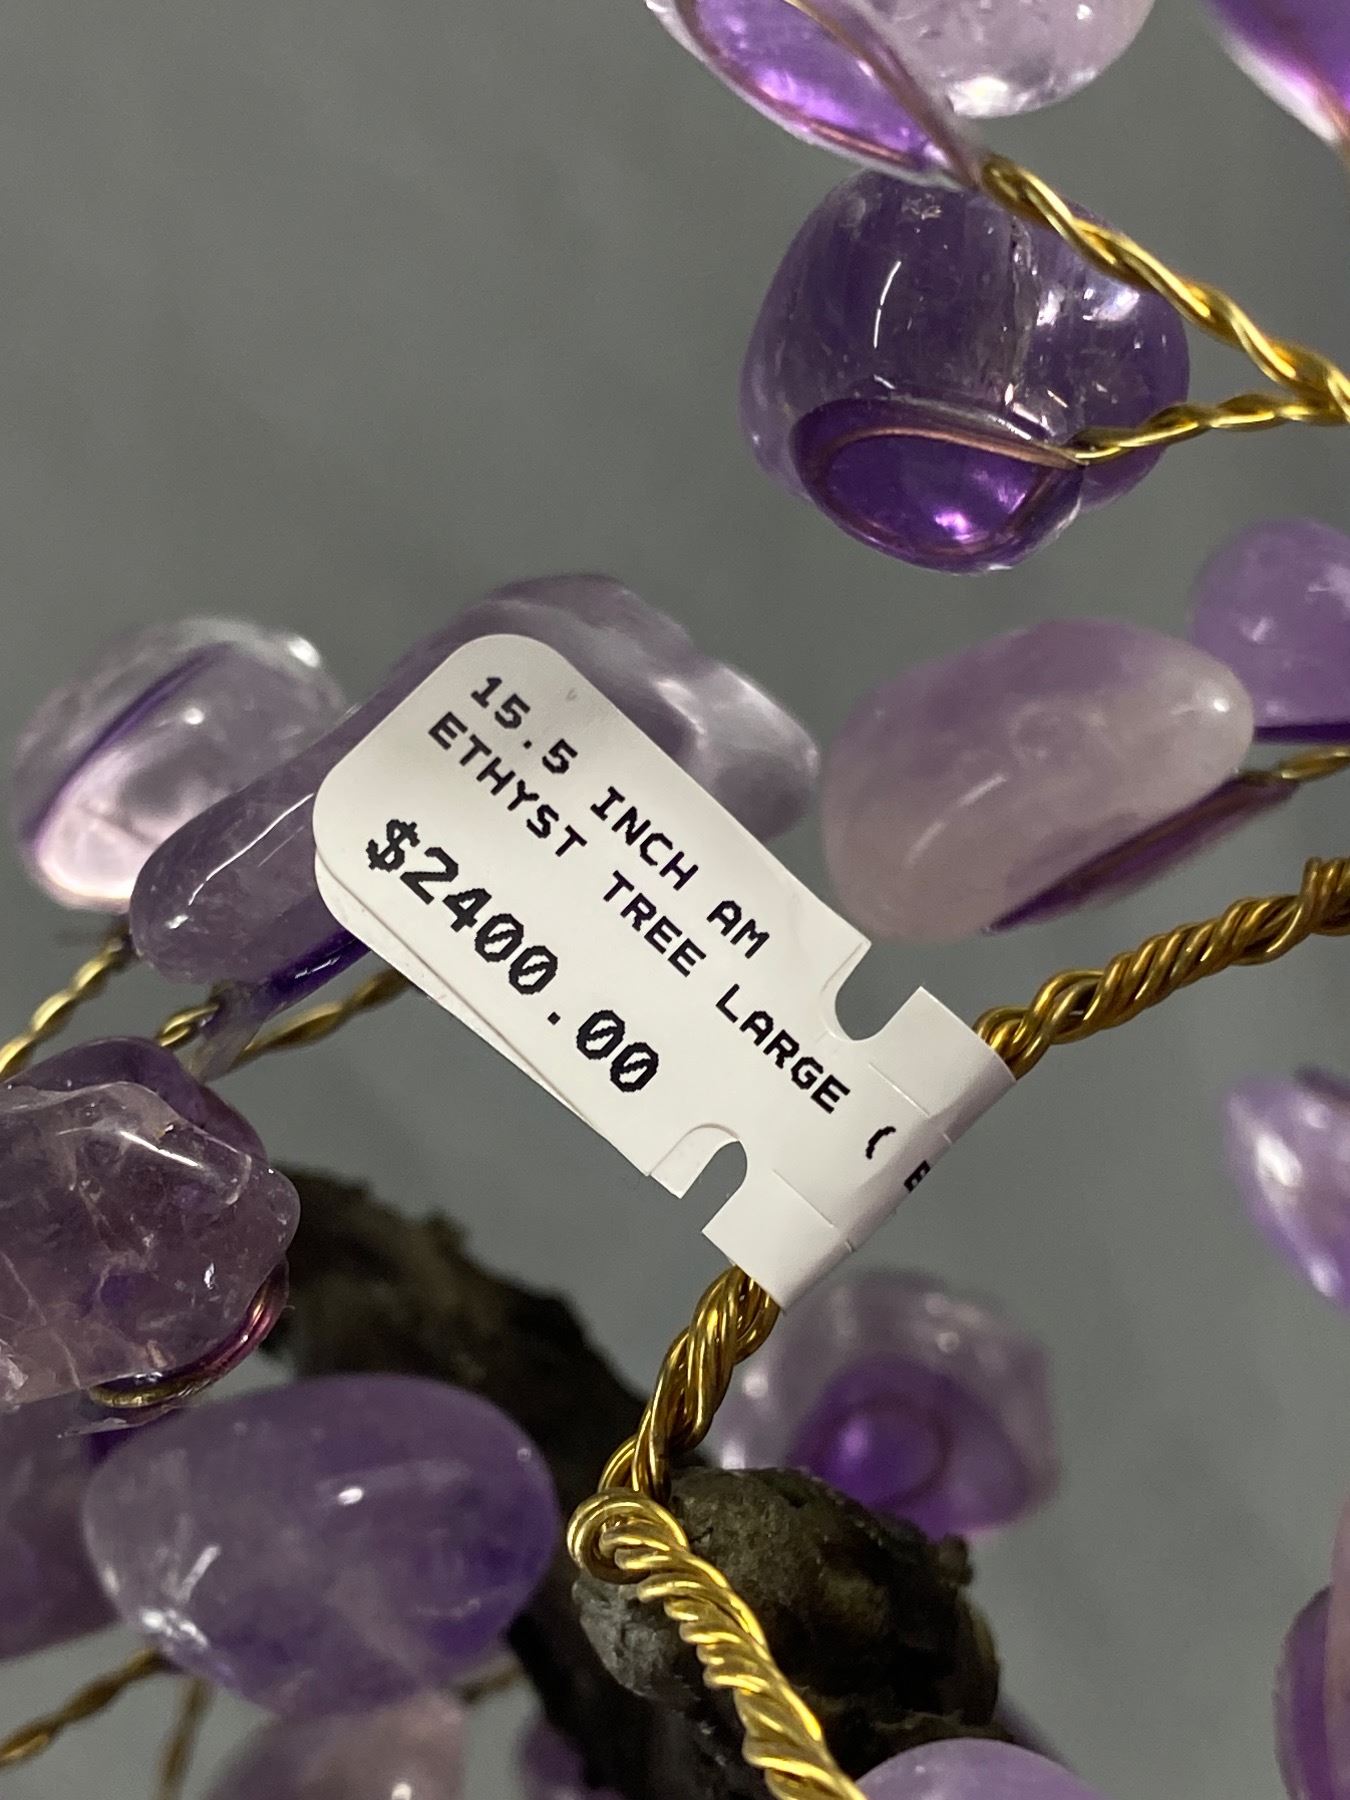 15.5 INCH AM
ETHYST TREE LARGE (
$2400.00